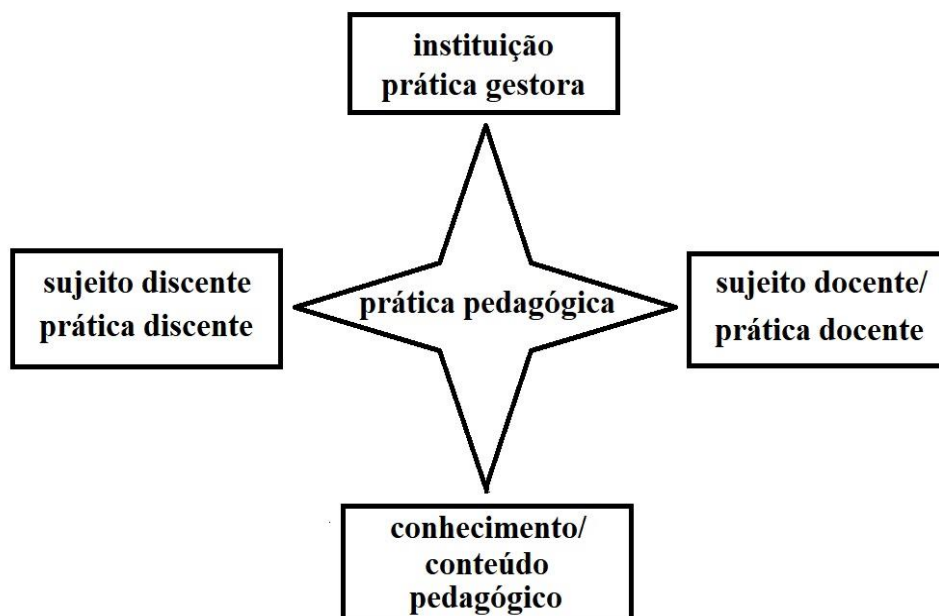 instituição
prática gestora
sujeito discente
prática discente
prática pedagógica
sujeito docente/
prática docente
conhecimento/
conteúdo
pedagógico